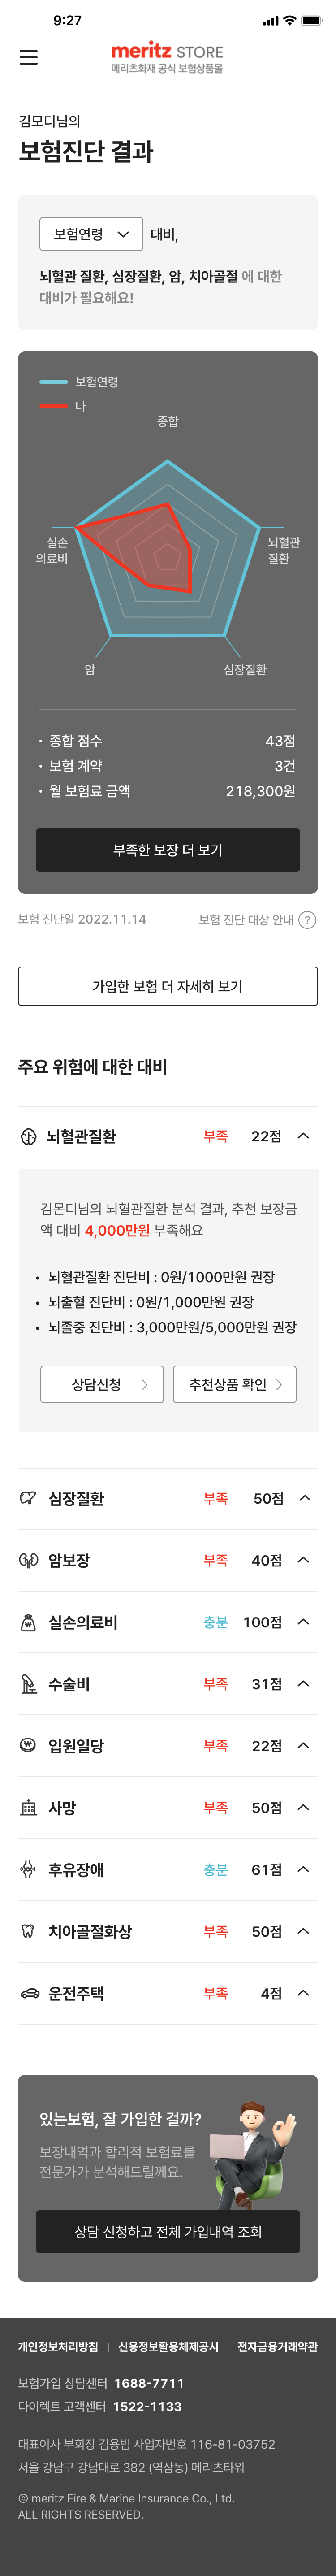 9:27
meritz STORE
메리츠화재 공식 보험상품몰
김모디님의
보험진단 결과
보험연령 대비,
뇌혈관 질환, 심장질환, 암, 치아골절 에 대한
대비가 필요해요!
보험연령
나
종합
실손
의료비
뇌혈관
질환
암
심장질환
· 종합 점수 43점
· 보험 계약 3건
· 월 보험료 금액 218,300원
부족한 보장 더 보기
보험 진단일 2022.11.14
보험 진단 대상 안내 ?
가입한 보험 더 자세히 보기
주요 위험에 대한 대비
뇌혈관질환 부족 22점
김몬디님의 뇌혈관질환 분석 결과, 추천 보장금
액 대비 4,000만원 부족해요
• 뇌혈관질환 진단비 : 0원/1000만원 권장
• 뇌출혈 진단비 : 0원/1,000만원 권장
• 뇌졸중 진단비 : 3,000만원/5,000만원 권장
상담신청 >
추천상품 확인 >
심장질환 부족 50점
암보장 부족 40점
실손의료비 충분 100점
수술비 부족 31점
입원일당 부족 22점
사망 부족 50점
후유장애 충분 61점
치아골절화상 부족 50점
운전주택 부족 4점
있는보험, 잘 가입한 걸까?
보장내역과 합리적 보험료를
전문가가 분석해드릴께요.
상담 신청하고 전체 가입내역 조회
개인정보처리방침 | 신용정보활용체제공시 | 전자금융거래약관
보험가입 상담센터 1688-7711
다이렉트 고객센터 1522-1133
대표이사 부회장 김용범 사업자번호 116-81-03752
서울 강남구 강남대로 382 (역삼동) 메리츠타워
© meritz Fire & Marine Insurance Co., Ltd.
ALL RIGHTS RESERVED.